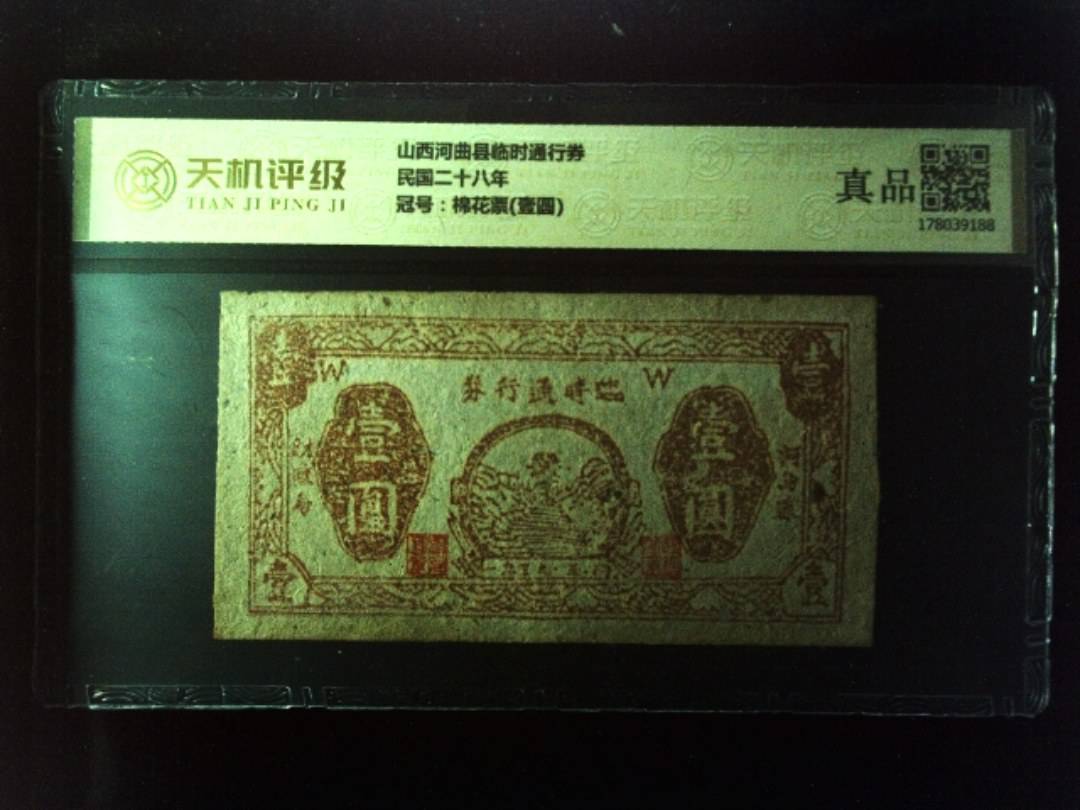 天机评级
TIAN JI PING JI
山西河曲县临时通行券
民国二十八年
冠号：棉花票(壹圆)
真品
178039188
壹
壹
W
W
券行通時
壹圓
壹圓
壹
壹